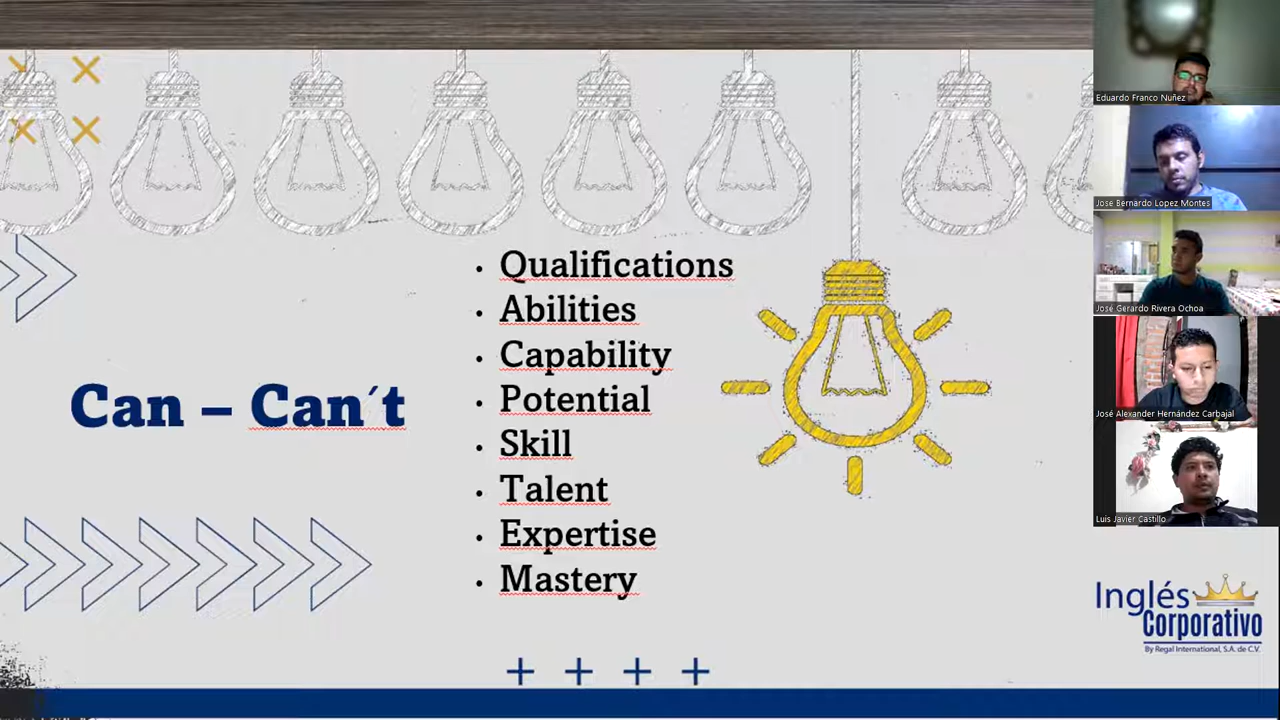 Can – Can´t
Qualifications
Abilities
Capability
Potential
Skill
Talent
Expertise
Mastery
Eduardo Franco Nuñez
Jose Bernardo Lopez Montes
José Gerardo Rivera Ochoa
José Alexander Hernández Carbajal
Luis Javier Castillo
Inglés
Corporativo
By Regal International, S.A. de C.V.